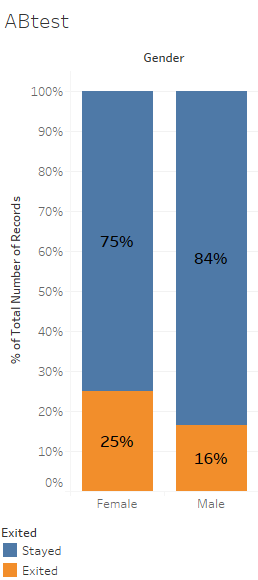 ABtest
Gender
100%
90%
80%
70%
60%
50%
40%
30%
20%
10%
0%
% of Total Number of Records
75%
84%
25%
16%
Female Male
Exited
Stayed
Exited